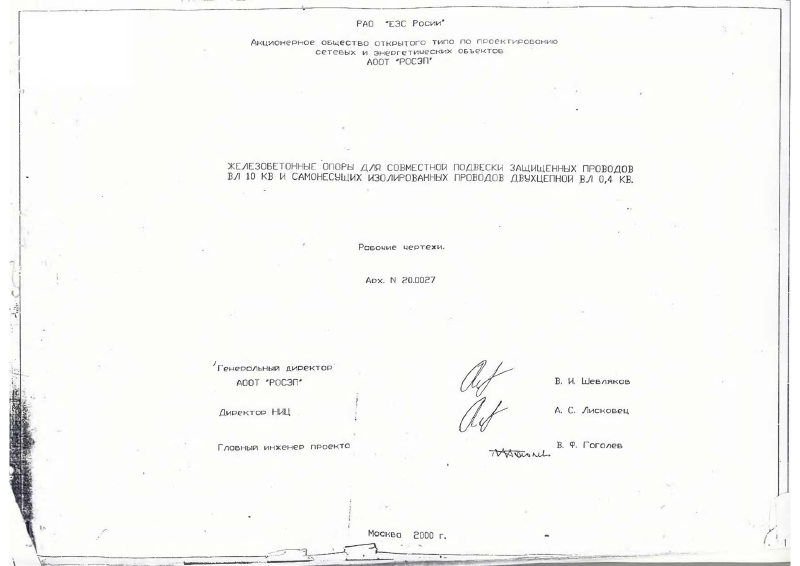 РАО "ЕЭС Росии"
Акционерное общество открытого типа по проектированию
сетевых и энергетических объектов
АООТ "РОСЭП"
ЖЕЛЕЗОБЕТОННЫЕ ОПОРЫ ДЛЯ СОВМЕСТНОЙ ПОДВЕСКИ ЗАЩИЩЕННЫХ ПРОВОДОВ
ВЛ 10 КВ И САМОНЕСУЩИХ ИЗОЛИРОВАННЫХ ПРОВОДОВ ДВУХЦЕПНОЙ ВЛ 0,4 КВ.
Рабочие чертежи.
Арх. N 20.0027
Генеральный директор
АООТ "РОСЭП"
В. И. Шевляков
Директор НИЦ
А. С. Лисковец
Главный инженер проекта
В. Ф. Гоголев
Москва 2000 г.